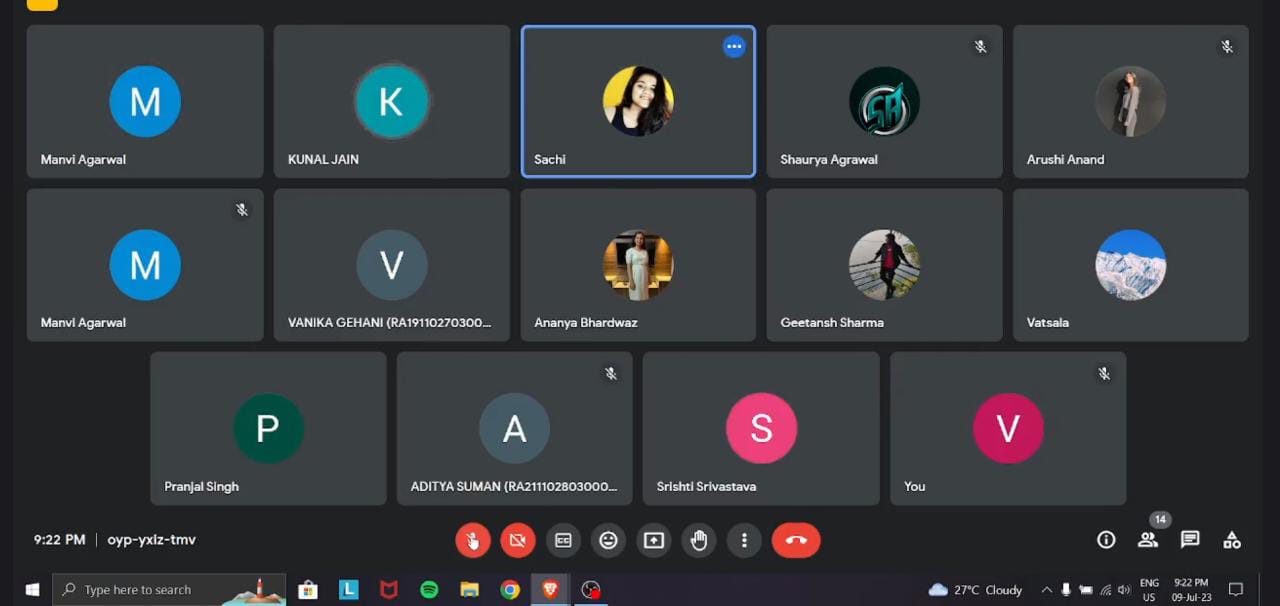 M
Manvi Agarwal
K
KUNAL JAIN
Sachi
Shaurya Agrawal
Arushi Anand
M
Manvi Agarwal
V
VANIKA GEHANI (RA19110270300...
Ananya Bhardwaz
Geetansh Sharma
Vatsala
P
Pranjal Singh
A
ADITYA SUMAN (RA211102803000...
S
Srishti Srivastava
V
You
9:22 PM | oyp-yxiz-tmv
CC
14
Type here to search
L
27°C Cloudy
ENG
US
9:22 PM
09-Jul-23